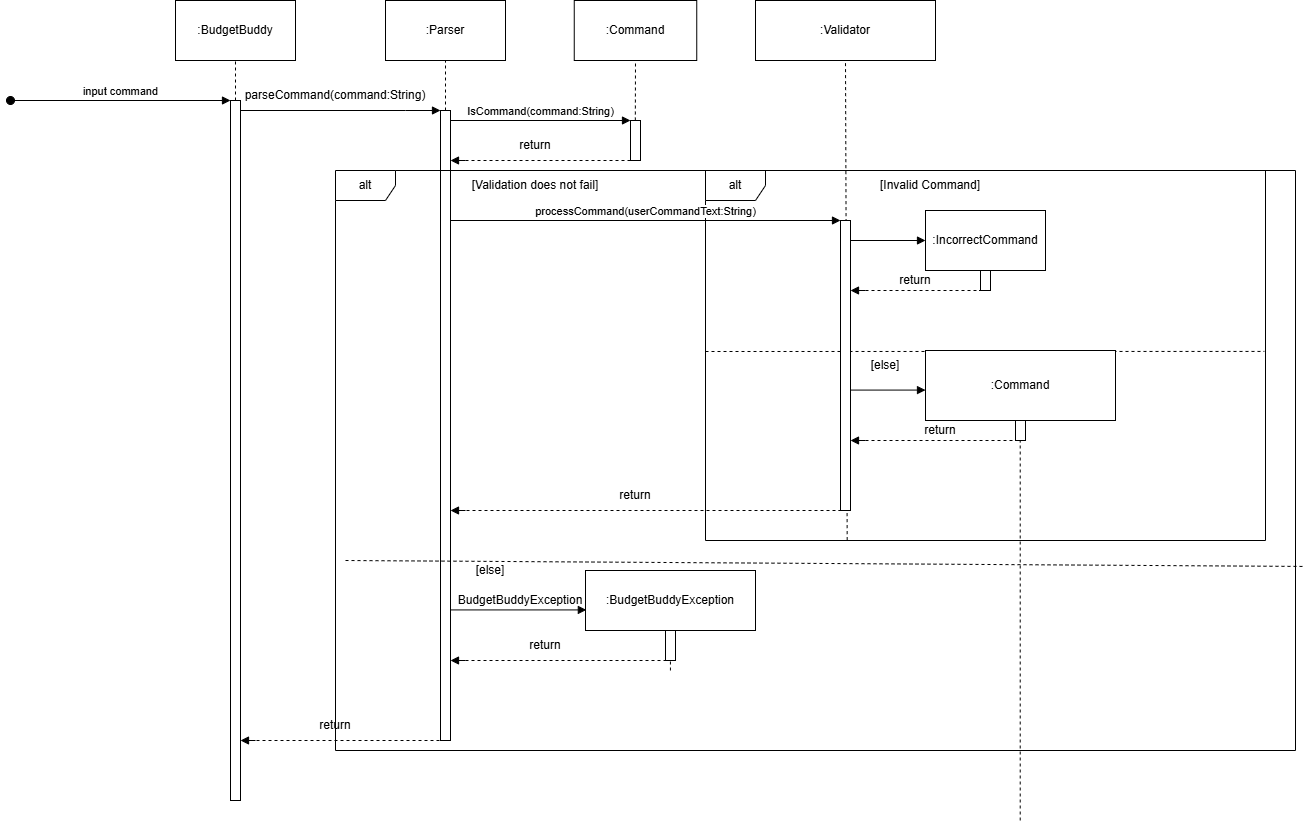 :BudgetBuddy
:Parser
:Command
:Validator
input command
parseCommand(command:String)
IsCommand(command:String)
return
alt
[Validation does not fail]
alt
[Invalid Command]
processCommand(userCommandText:String)
:IncorrectCommand
return
[else]
:Command
return
return
[else]
BudgetBuddyException
:BudgetBuddyException
return
return